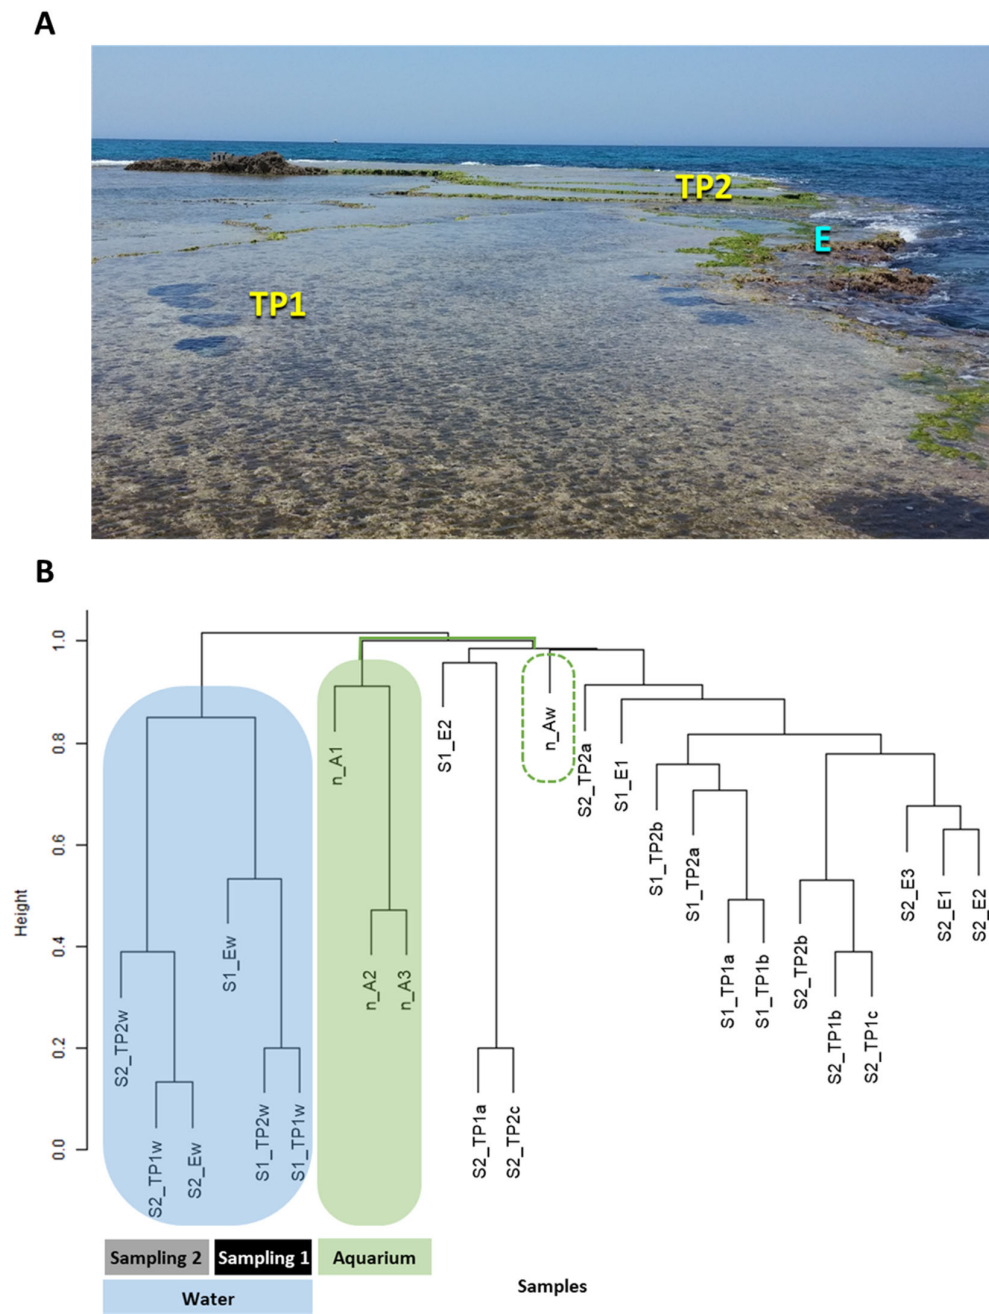 A
TP2
E
TP1
B
1.0
0.8
0.6
0.4
0.2
0.0
Height
S2_TP2w
S2_TP1w
S2_Ew
S1_Ew
S1_TP2w
S1_TP1w
n_A1
n_A2
n_A3
S1_E2
S2_TP1a
S2_TP2c
n_Aw
S2_TP2a
S1_E1
S1_TP2b
S1_TP2a
S1_TP1a
S1_TP1b
S2_TP2b
S2_TP1b
S2_TP1c
S2_E3
S2_E1
S2_E2
Sampling 2
Sampling 1
Aquarium
Water
Samples